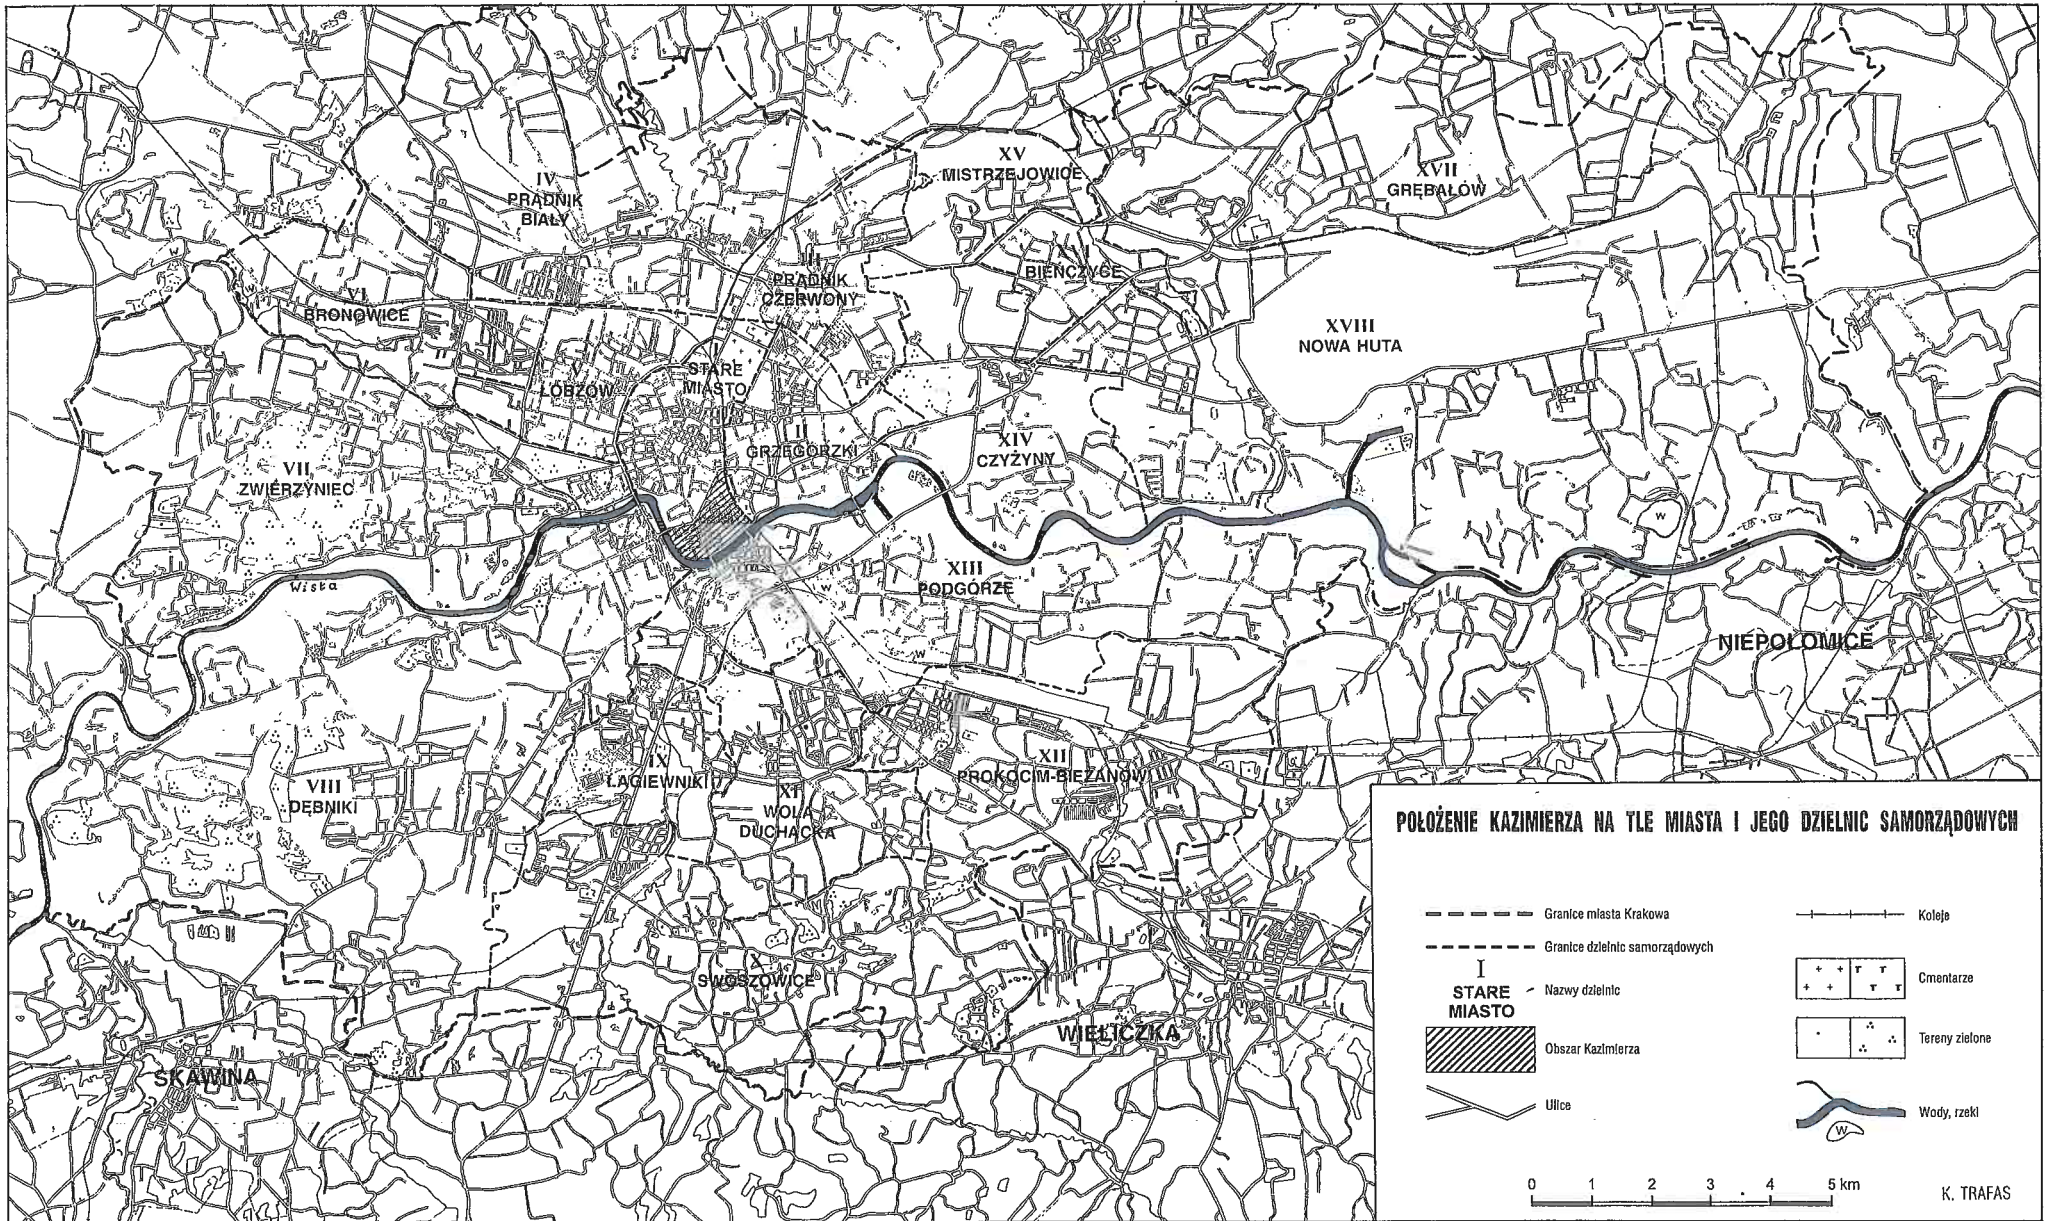 XV
MISTRZEJOWICE
XVII
GRĘBAŁÓW
IV
PRĄDNIK
BIAŁY
III
PRĄDNIK
CZERWONY
BIEŃCZYCE
VI
BRONOWICE
XVIII
NOWA HUTA
V
ŁOBZÓW
I
STARE
MIASTO
II
GRZEGÓRZKI
XIV
CZYŻYNY
VII
ZWIERZYNIEC
W
W
W
Wisła
XIII
PODGÓRZE
W
W
NIEPOŁOMICE
VIII
DĘBNIKI
IX
ŁAGIEWNIKI
XI
WOLA
DUCHACKA
XII
PROKOCIM-BIEŻANÓW
X
SWOSZOWICE
WIELICZKA
SKAWINA
POŁOŻENIE KAZIMIERZA NA TLE MIASTA I JEGO DZIELNIC SAMORZĄDOWYCH
Granice miasta Krakowa
Granice dzielnic samorządowych
I
STARE
MIASTO
Nazwy dzielnic
Obszar Kazimierza
Ulice
Koleje
Cmentarze
Tereny zielone
Wody, rzeki
W
0 1 2 3 4 5 km
K. TRAFAS